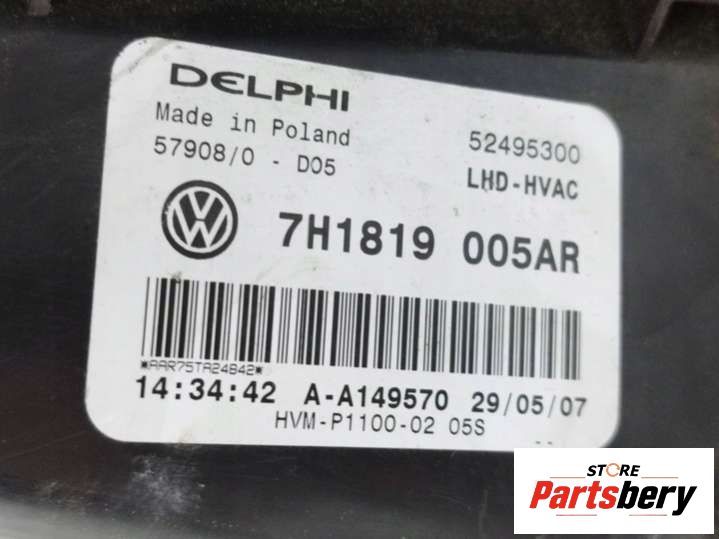 DELPHI
Made in Poland
52495300
57908/0 - D05
LHD-HVAC
VW
7H1819 005AR
*AAR75TA24842*
14:34:42 A-A149570 29/05/07
HVM-P1100-02 05S
STORE
Partsbery